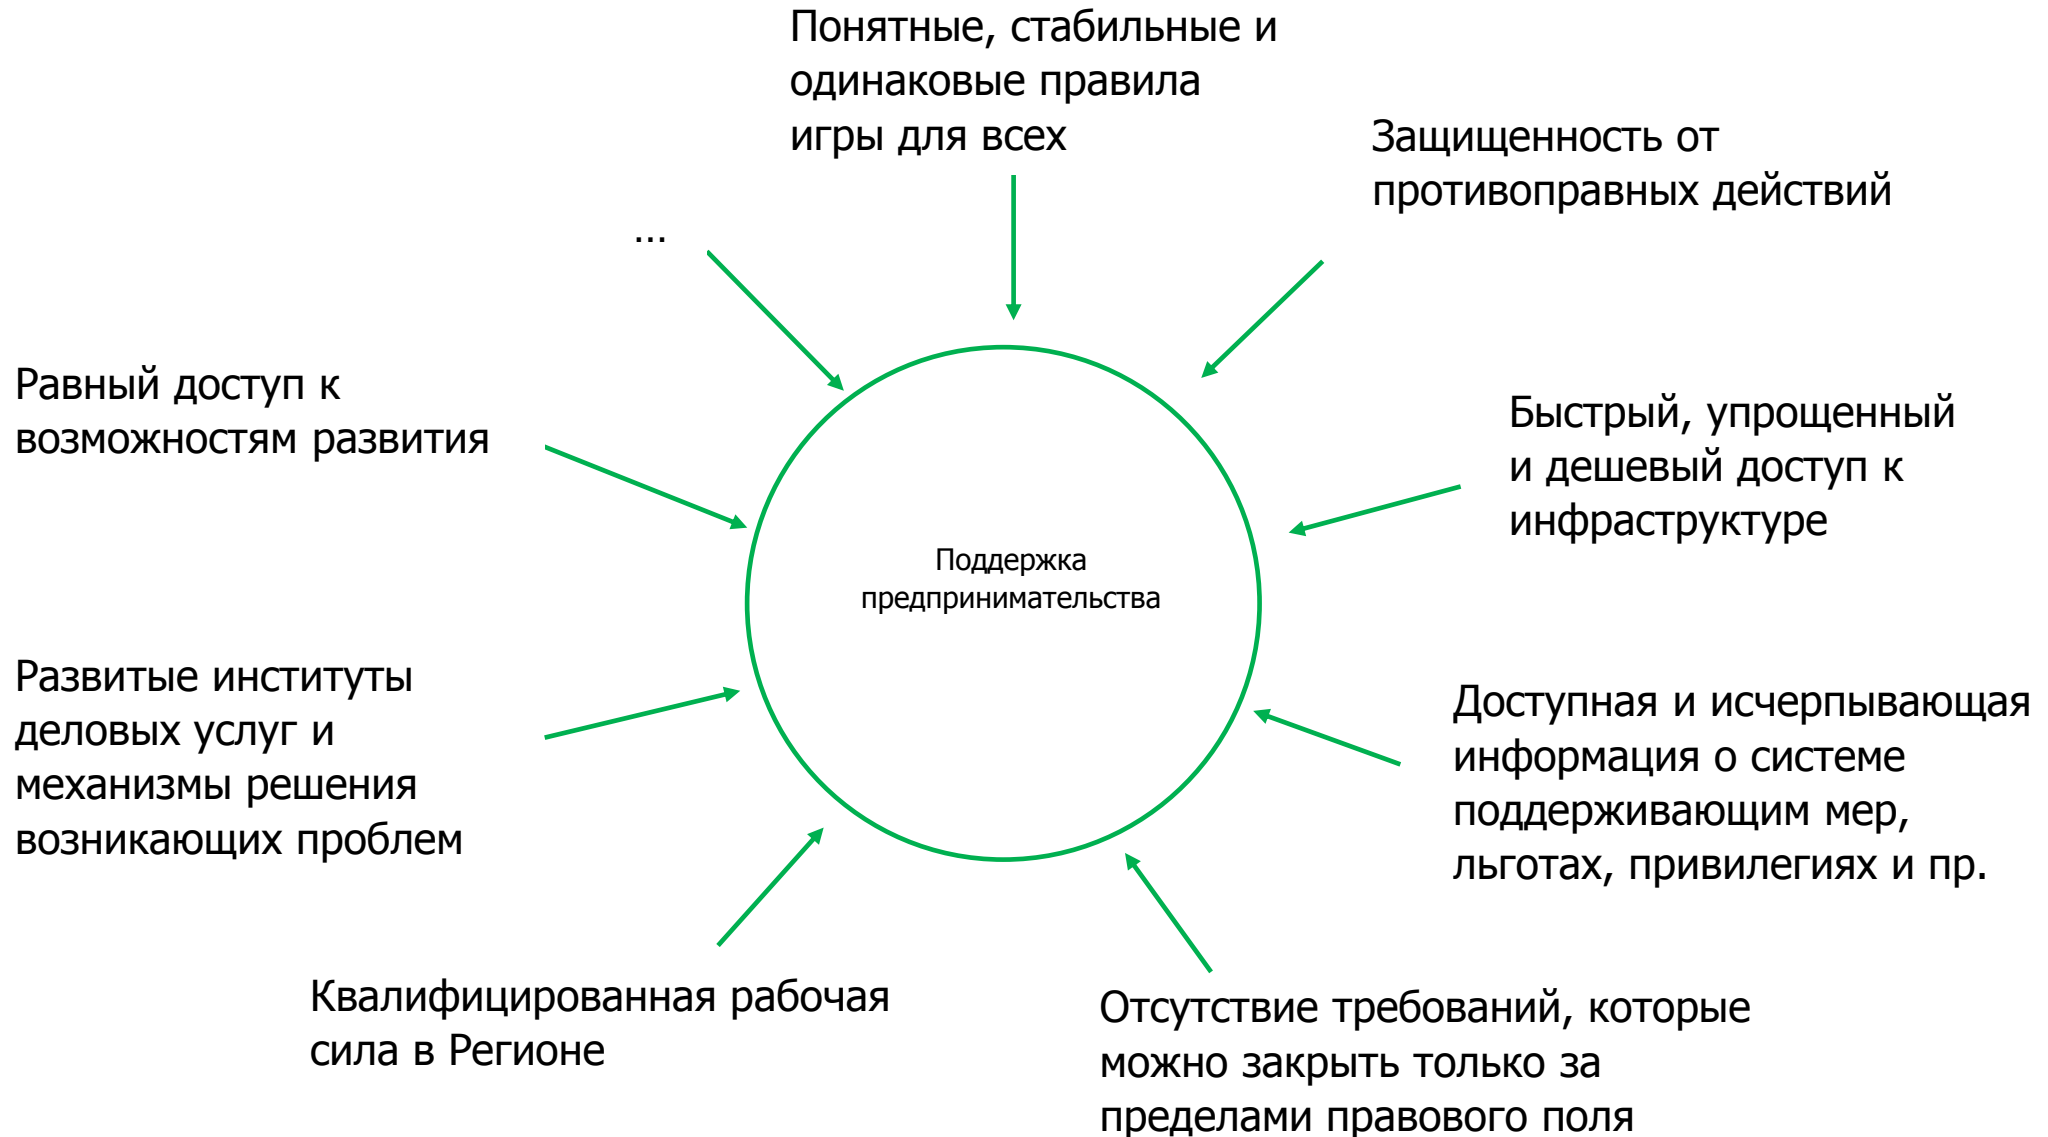 Понятные, стабильные и
одинаковые правила
игры для всех
Защищенность от
противоправных действий
...
Равный доступ к
возможностям развития
Быстрый, упрощенный
и дешевый доступ к
инфраструктуре
Поддержка
предпринимательства
Развитые институты
деловых услуг и
механизмы решения
возникающих проблем
Доступная и исчерпывающая
информация о системе
поддерживающим мер,
льготах, привилегиях и пр.
Квалифицированная рабочая
сила в Регионе
Отсутствие требований, которые
можно закрыть только за
пределами правового поля